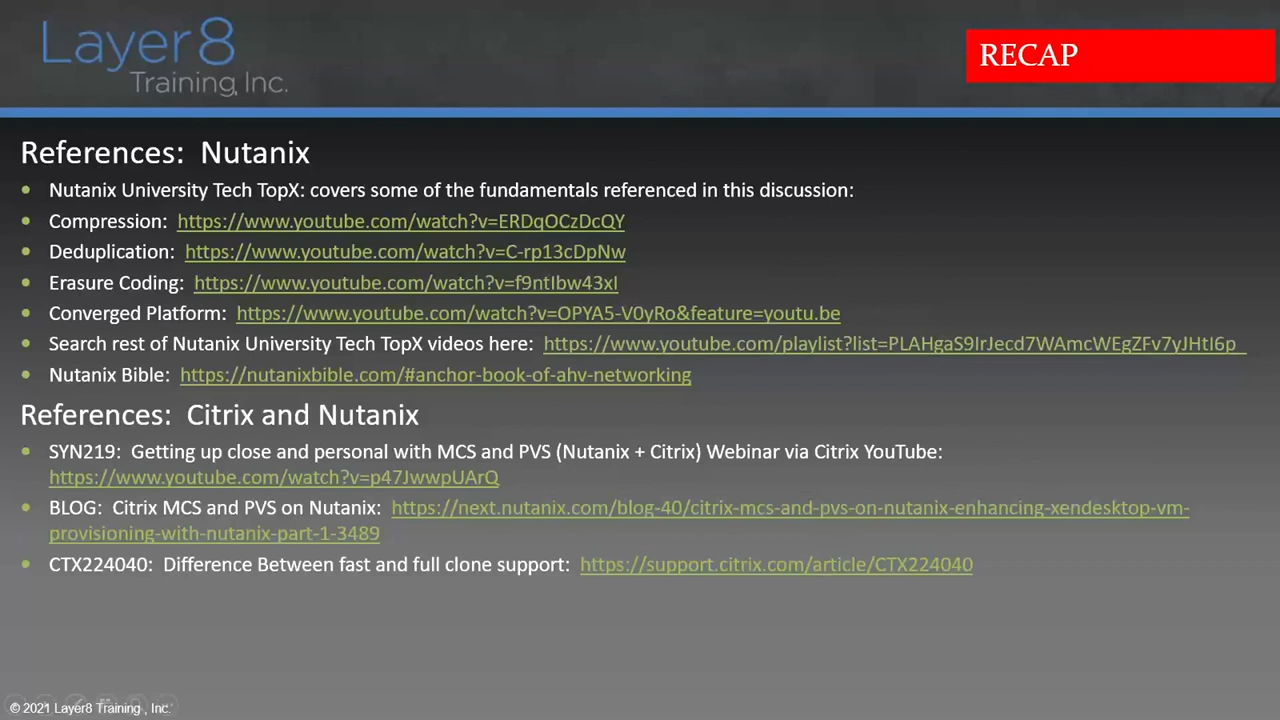 Layer8
Training, Inc.
RECAP
References: Nutanix
Nutanix University Tech TopX: covers some of the fundamentals referenced in this discussion:
Compression: https://www.youtube.com/watch?v=ERDqOCzDcQY
Deduplication: https://www.youtube.com/watch?v=C-rp13cDpNw
Erasure Coding: https://www.youtube.com/watch?v=f9ntIbw43xI
Converged Platform: https://www.youtube.com/watch?v=OPYA5-V0yRo&feature=youtu.be
Search rest of Nutanix University Tech TopX videos here: https://www.youtube.com/playlist?list=PLAHgaS9IrJecd7WAmcWEgZFv7yJHtI6p_
Nutanix Bible: https://nutanixbible.com/#anchor-book-of-ahv-networking
References: Citrix and Nutanix
SYN219: Getting up close and personal with MCS and PVS (Nutanix + Citrix) Webinar via Citrix YouTube:
https://www.youtube.com/watch?v=p47JwwpUArQ
BLOG: Citrix MCS and PVS on Nutanix: https://next.nutanix.com/blog-40/citrix-mcs-and-pvs-on-nutanix-enhancing-xendesktop-vm-
provisioning-with-nutanix-part-1-3489
CTX224040: Difference Between fast and full clone support: https://support.citrix.com/article/CTX224040
© 2021 Layer8 Training , Inc.